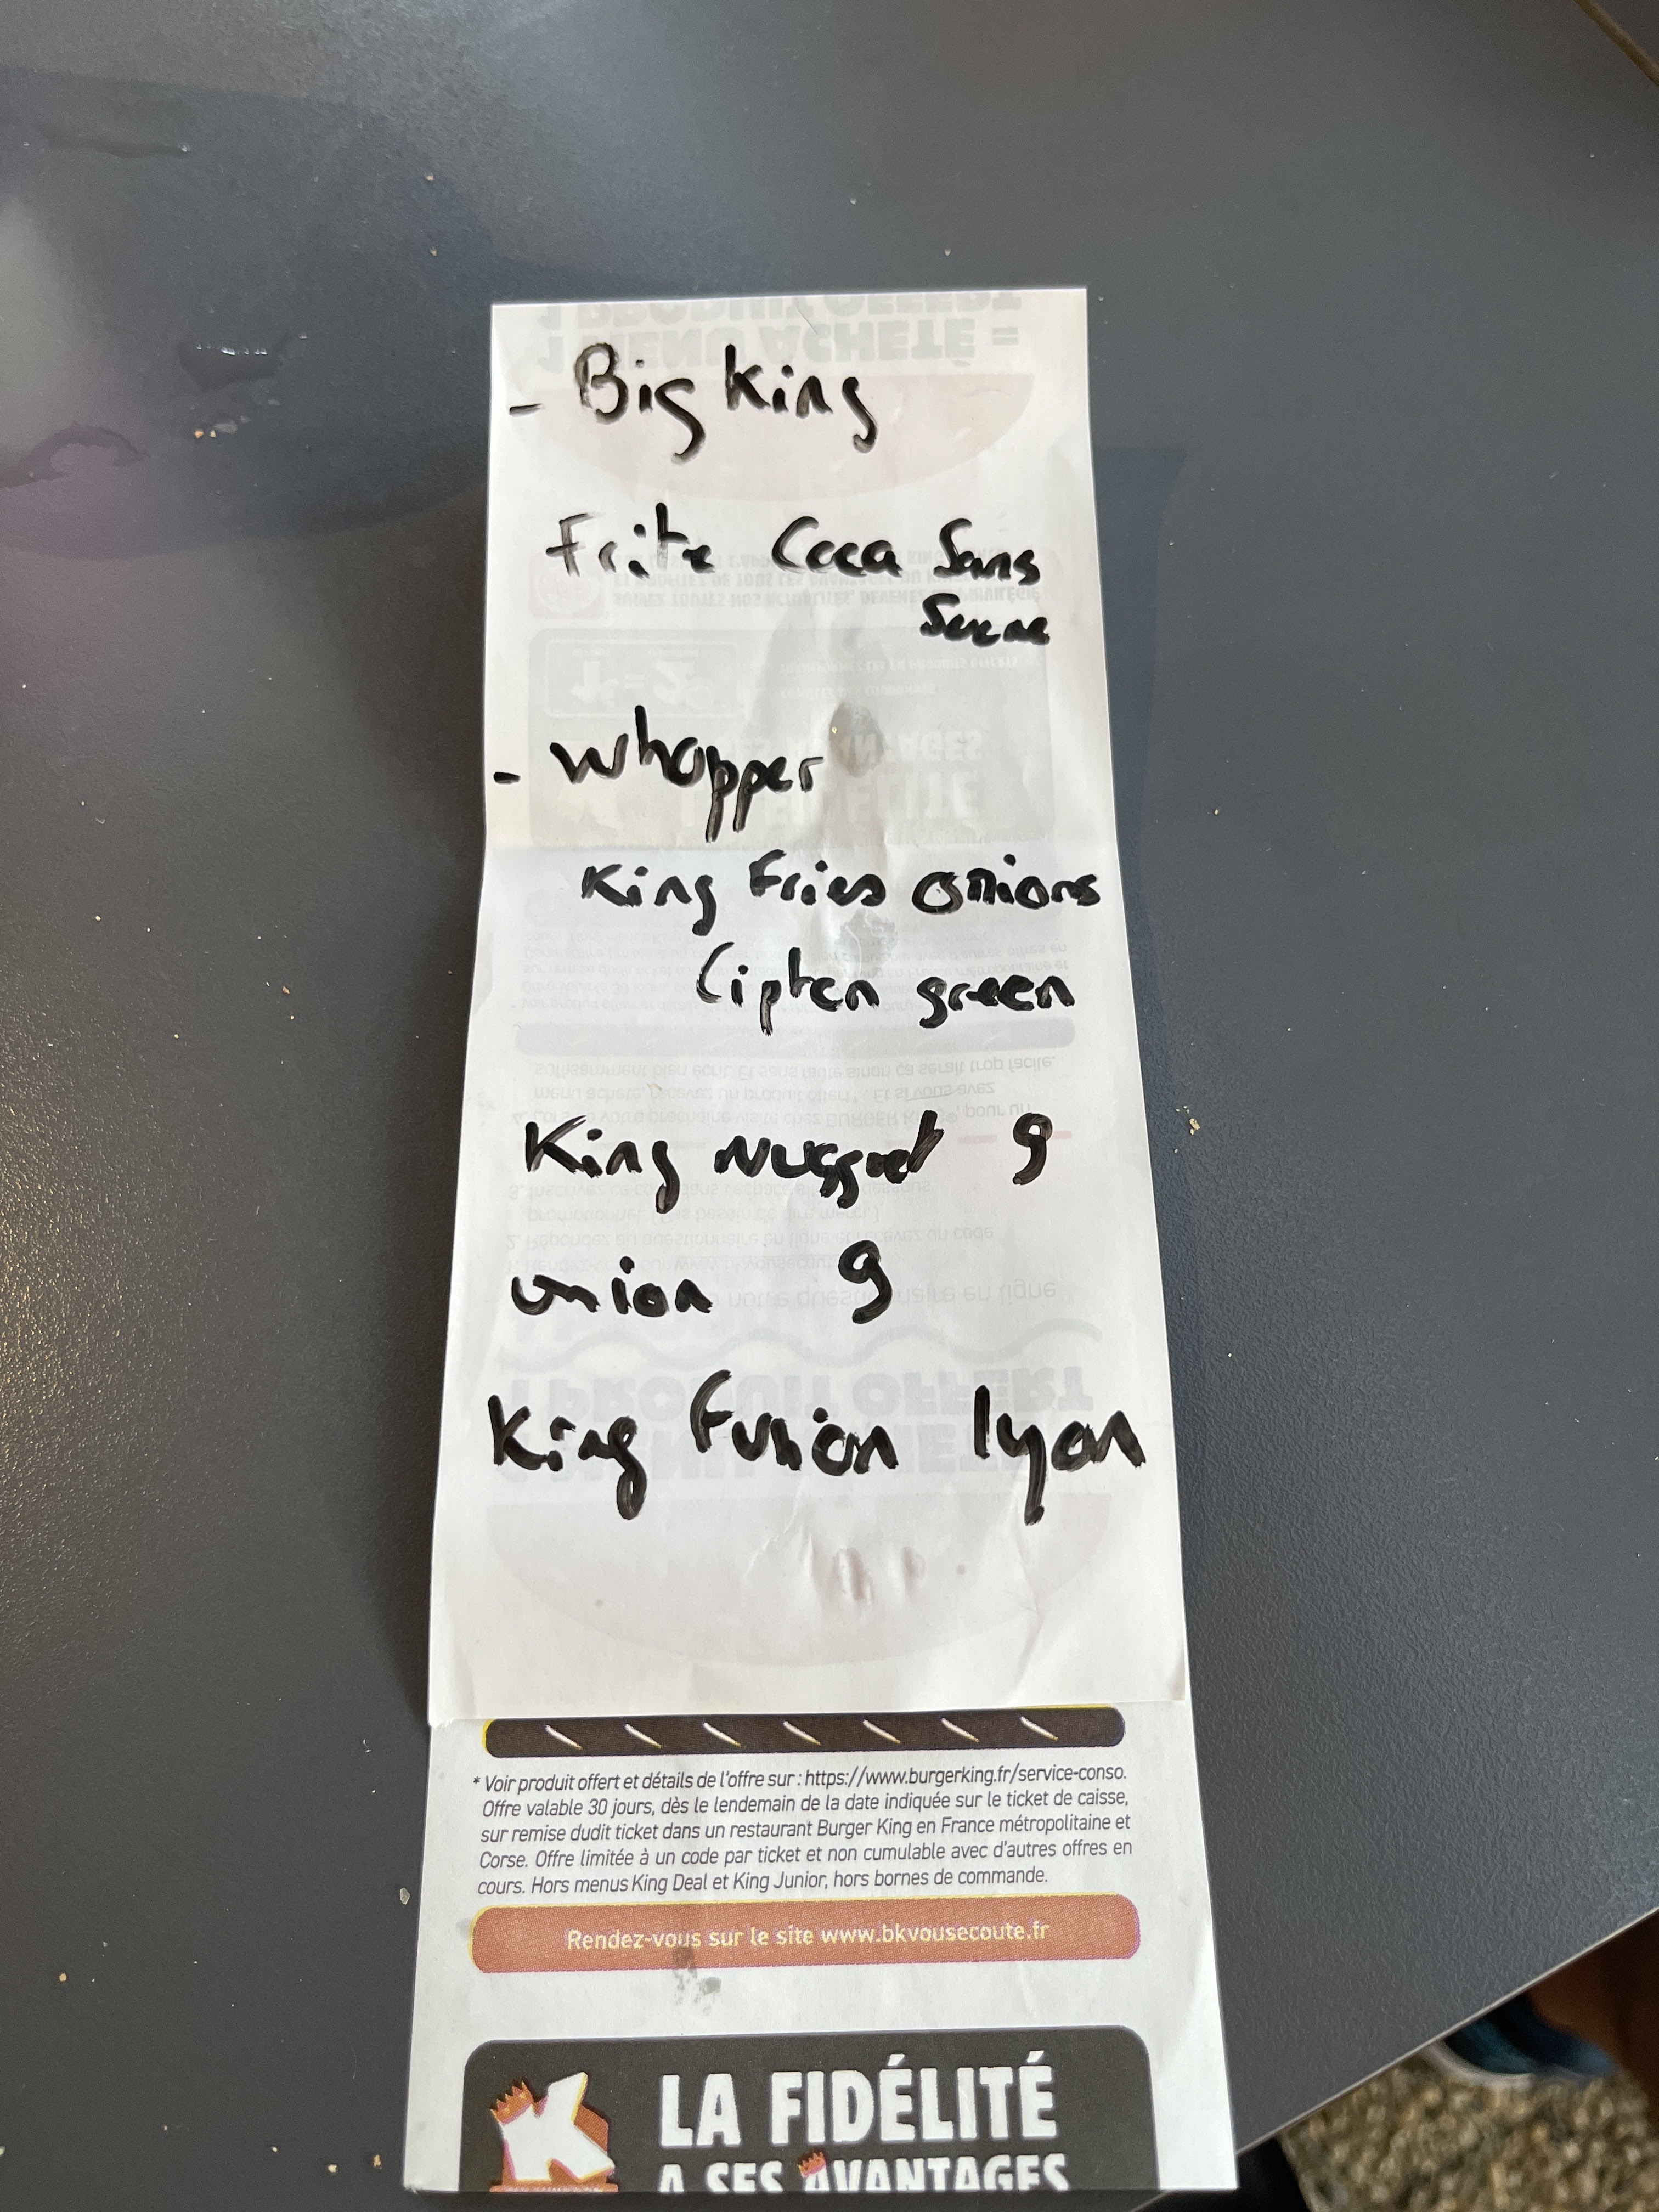 - Big King
Frite Coca Sans
Sucre
- Whopper
King Fries onions
Lipten green
King Nugget 9
onion 9
King Fusion lyon
* Voir produit offert et détails de l'offre sur : https://www.burgerking.fr/service-conso.
Offre valable 30 jours, dès le lendemain de la date indiquée sur le ticket de caisse,
sur remise dudit ticket dans un restaurant Burger King en France métropolitaine et
Corse. Offre limitée à un code par ticket et non cumulable avec d'autres offres en
cours. Hors menus King Deal et King Junior, hors bornes de commande.
Rendez-vous sur le site www.bkvousecoute.fr
LA FIDÉLITÉ
A SES AVANTAGES